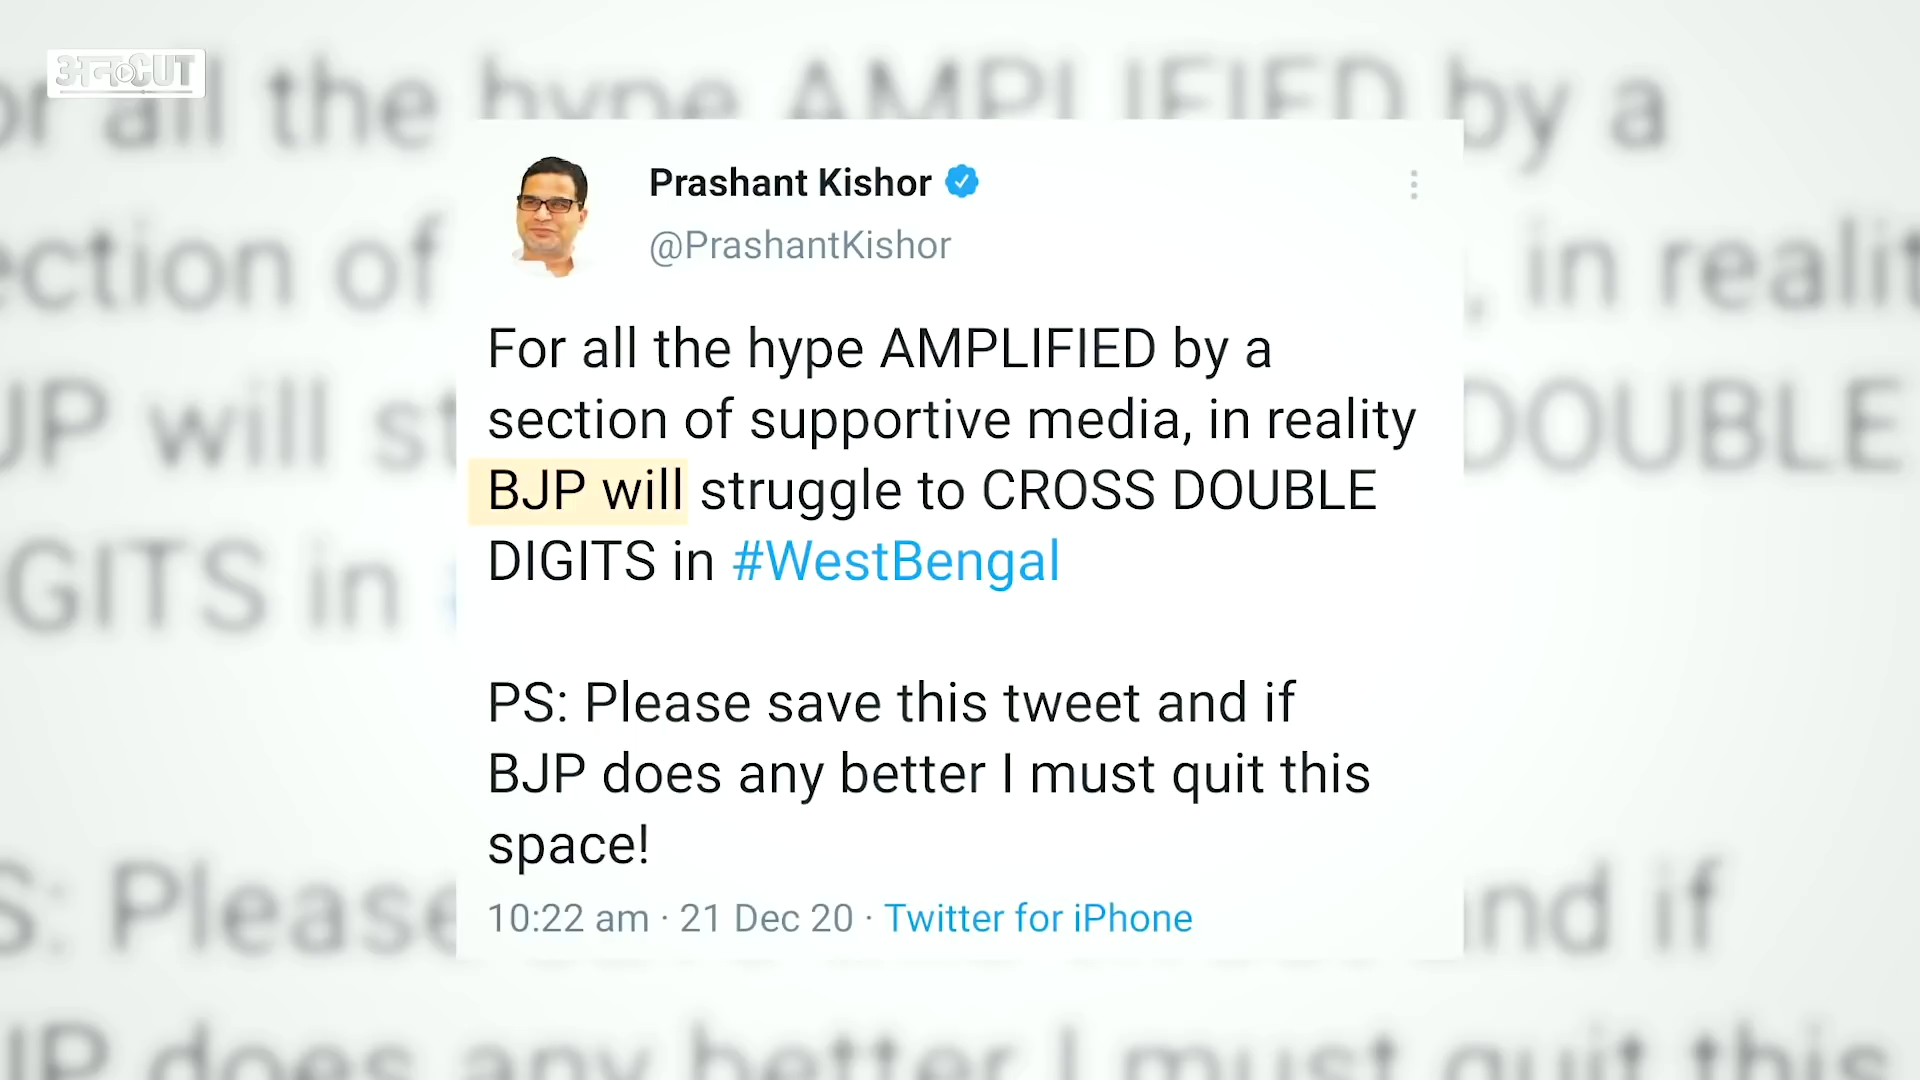 अनCUT
Prashant Kishor
@PrashantKishor
For all the hype AMPLIFIED by a
section of supportive media, in reality
BJP will struggle to CROSS DOUBLE
DIGITS in #WestBengal
PS: Please save this tweet and if
BJP does any better I must quit this
space!
10:22 am · 21 Dec 20 · Twitter for iPhone